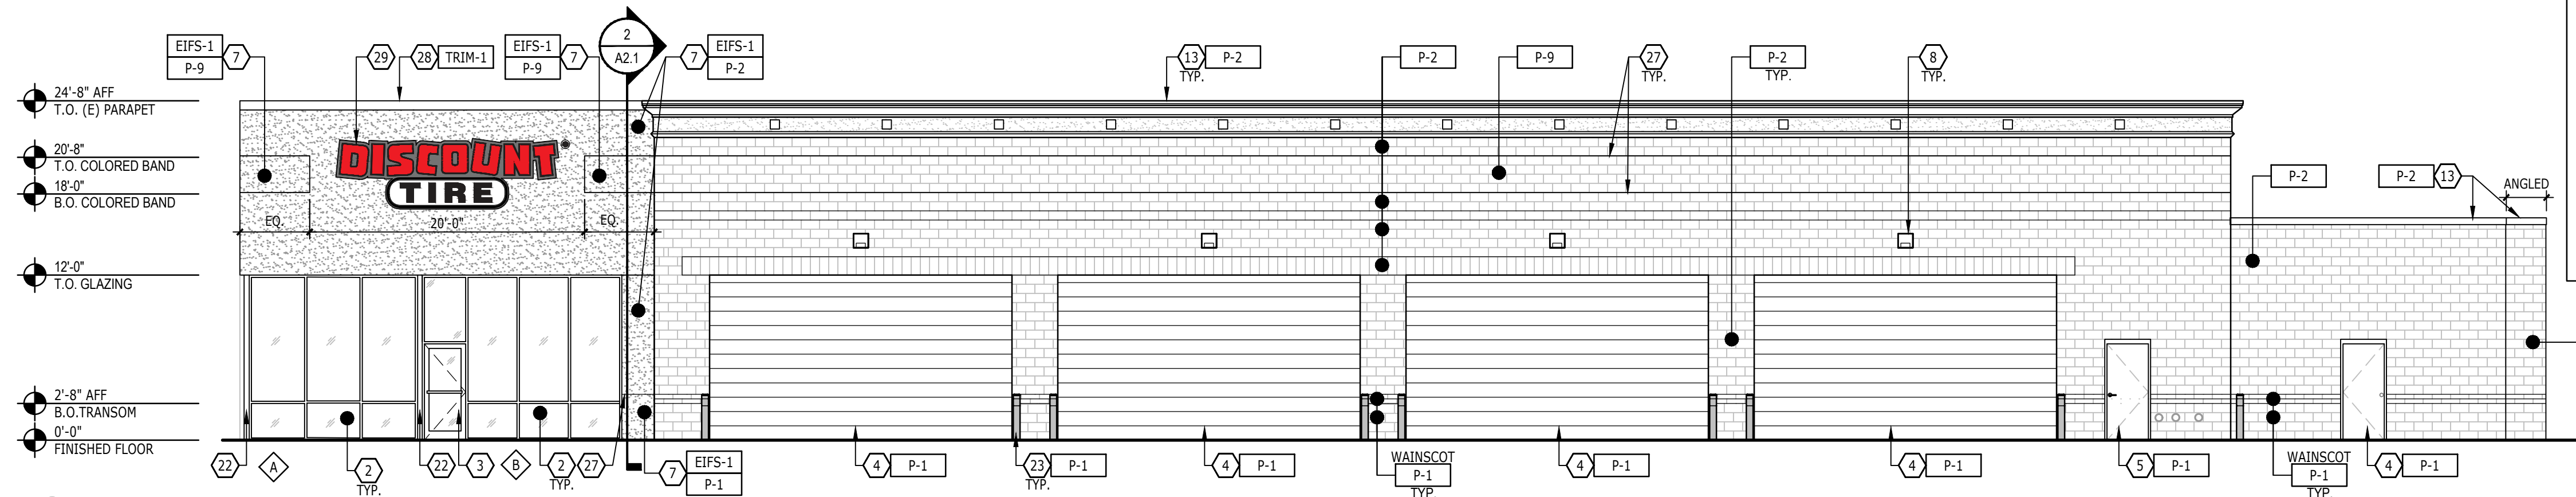 EIFS-1
P-9
7
29
28
TRIM-1
EIFS-1
P-9
7
2
A2.1
7
EIFS-1
P-2
13
P-2
TYP.
P-2
P-9
27
TYP.
P-2
TYP.
8
TYP.
24'-8" AFF
T.O. (E) PARAPET
20'-8"
T.O. COLORED BAND
18'-0"
B.O. COLORED BAND
12'-0"
T.O. GLAZING
2'-8" AFF
B.O.TRANSOM
0'-0"
FINISHED FLOOR
DISCOUNT®
TIRE
EQ.
20'-0"
EQ.
P-2
P-2
13
ANGLED
22
A
2
TYP.
22
3
B
2
TYP.
27
7
EIFS-1
P-1
4
P-1
23
P-1
TYP.
4
P-1
WAINSCOT
P-1
TYP.
4
P-1
4
P-1
5
P-1
WAINSCOT
P-1
TYP.
4
P-1